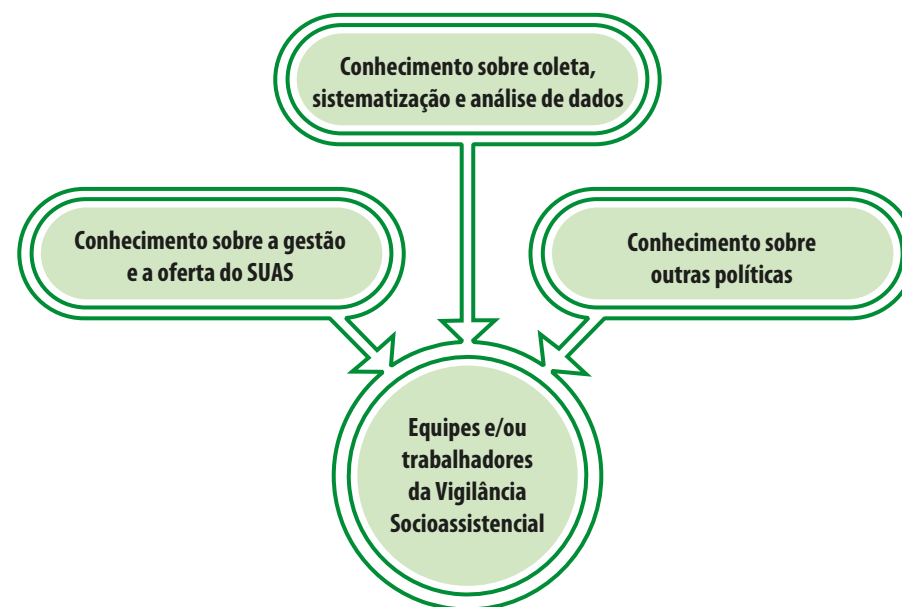 Conhecimento sobre coleta,
sistematização e análise de dados
Conhecimento sobre a gestão
e a oferta do SUAS
Conhecimento sobre
outras políticas
Equipes e/ou
trabalhadores
da Vigilância
Socioassistencial